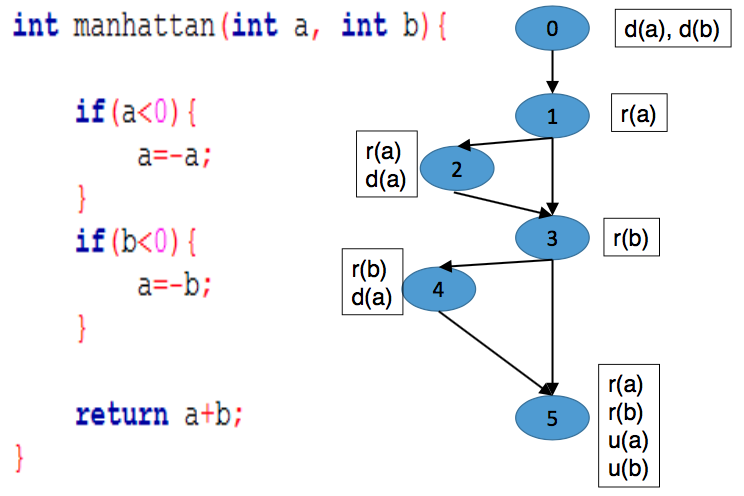 int manhattan(int a, int b){
if(a<0){
a=-a;
}
if(b<0){
a=-b;
}
return a+b;
}
0
d(a), d(b)
1
r(a)
r(a)
d(a)
2
3
r(b)
r(b)
d(a)
4
5
r(a)
r(b)
u(a)
u(b)